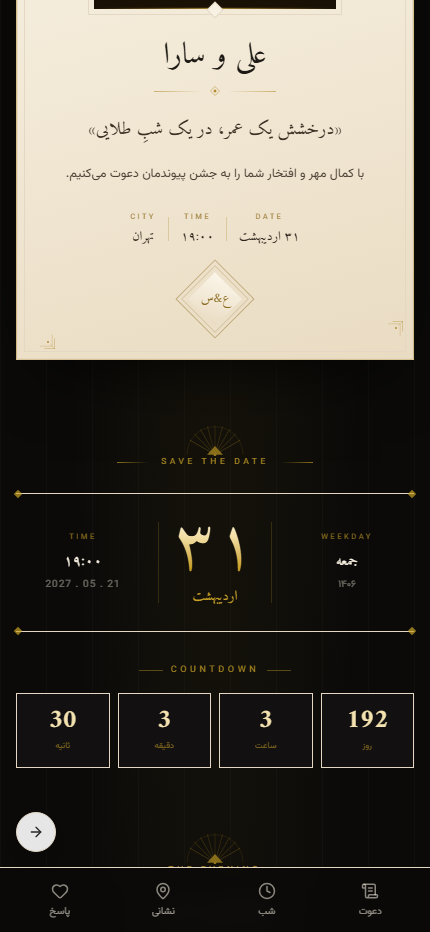 علی و سارا
«درخشش یک عمر، در یک شبِ طلایی»
با کمال مهر و افتخار شما را به جشن پیوندمان دعوت می‌کنیم.
DATE
۳۱ اردیبهشت
TIME
۱۹:۰۰
CITY
تهران
ع&س
SAVE THE DATE
WEEKDAY
جمعه
۱۴۰۶
۳۱
اردیبهشت
TIME
۱۹:۰۰
2027 . 05 . 21
COUNTDOWN
192
روز
3
ساعت
3
دقیقه
30
ثانیه
دعوت
شب
نشانی
پاسخ